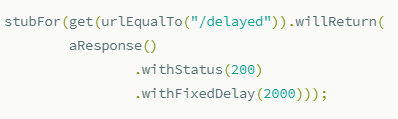 stubFor(get(urlEqualTo("/delayed")).willReturn(
        aResponse()
                .withStatus(200)
                .withFixedDelay(2000)));